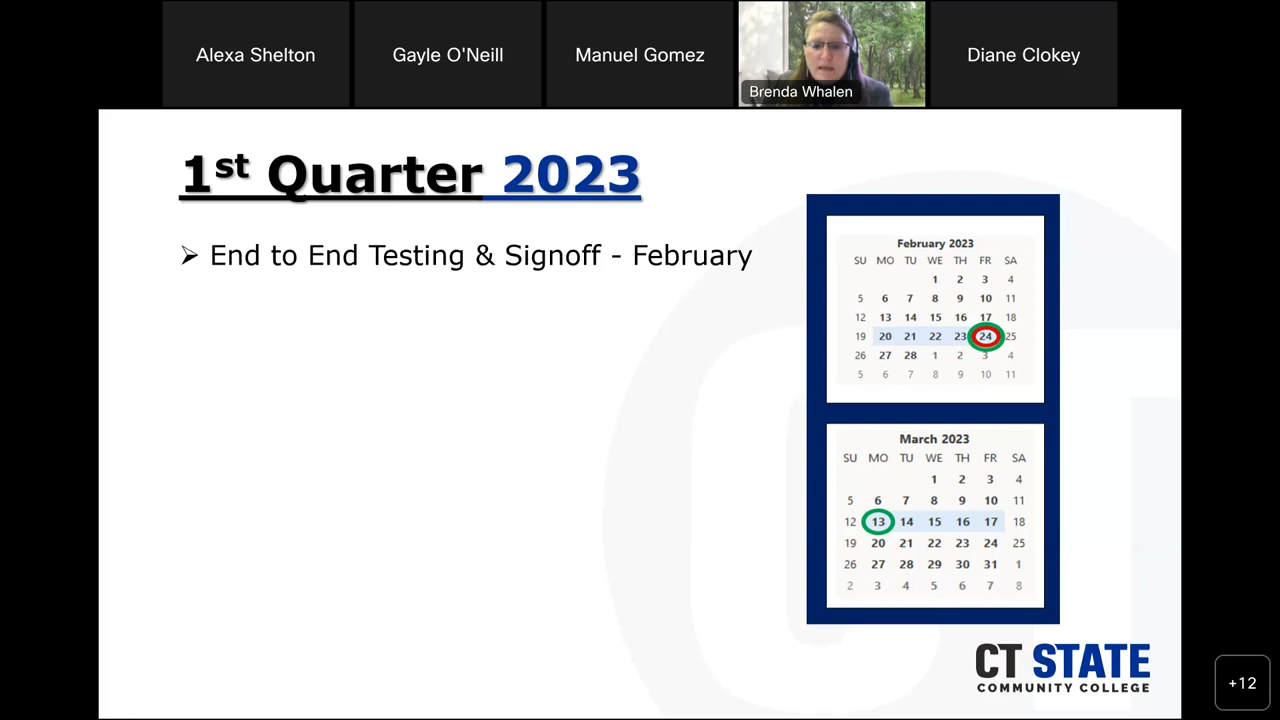 Alexa Shelton
Gayle O'Neill
Manuel Gomez
Brenda Whalen
Diane Clokey
1st Quarter 2023
➢ End to End Testing & Signoff - February
February 2023
SU MO TU WE TH FR SA
1 2 3 4
5 6 7 8 9 10 11
12 13 14 15 16 17 18
19 20 21 22 23 24 25
26 27 28 1 2 3 4
5 6 7 8 9 10 11
March 2023
SU MO TU WE TH FR SA
1 2 3 4
5 6 7 8 9 10 11
12 13 14 15 16 17 18
19 20 21 22 23 24 25
26 27 28 29 30 31 1
2 3 4 5 6 7 8
CT STATE
COMMUNITY COLLEGE
+12